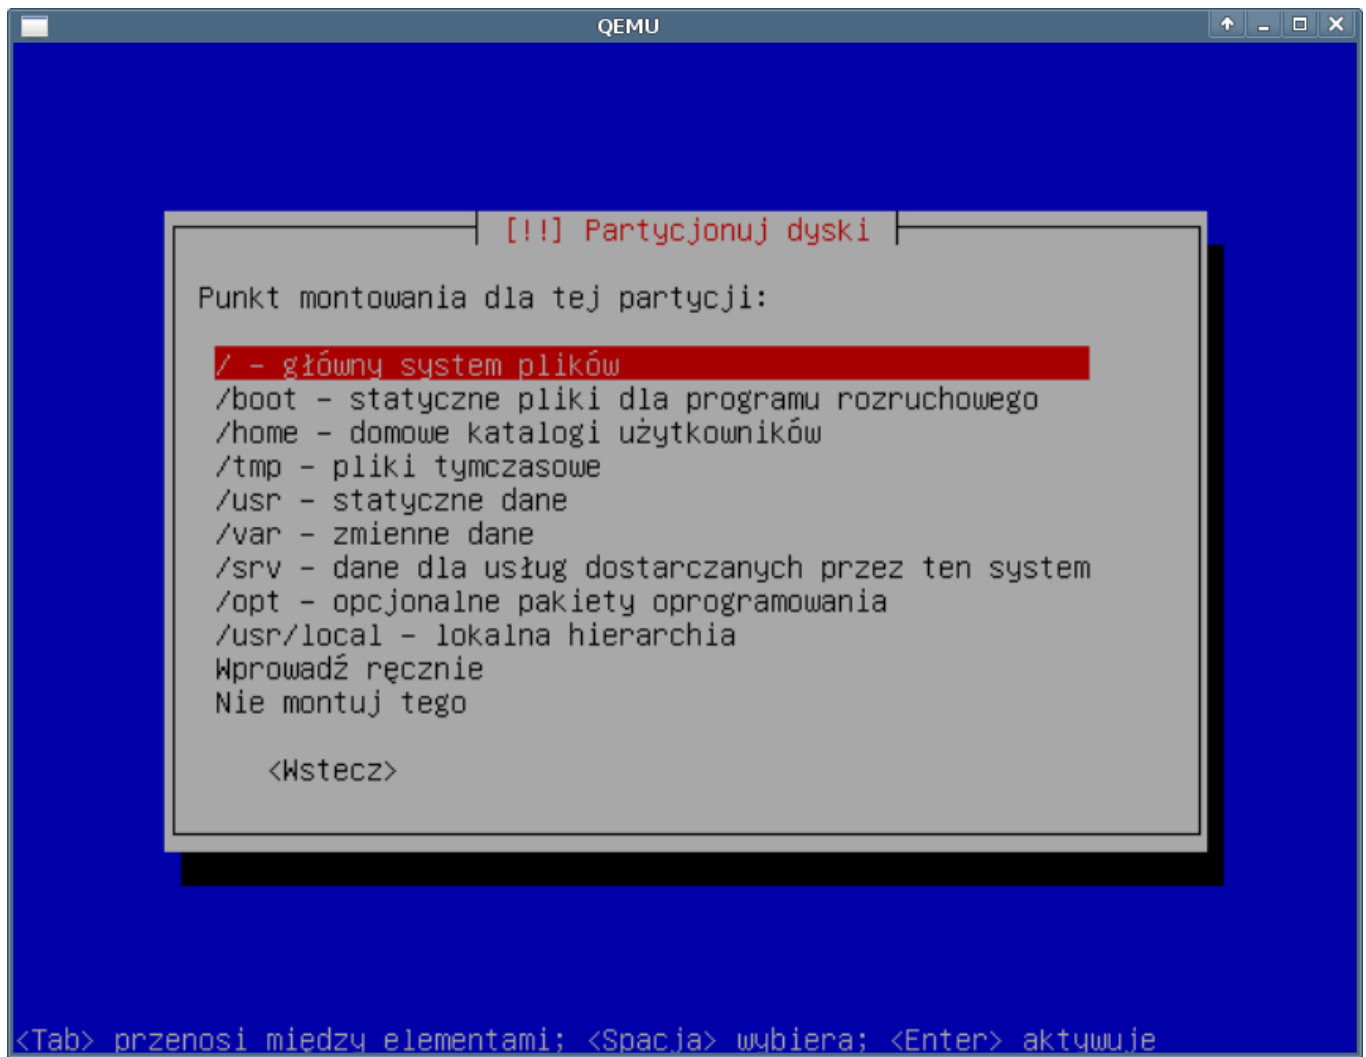 QEMU
[!!] Partycjonuj dyski
Punkt montowania dla tej partycji:
/ – główny system plików
/boot – statyczne pliki dla programu rozruchowego
/home – domowe katalogi użytkowników
/tmp – pliki tymczasowe
/usr – statyczne dane
/var – zmienne dane
/srv – dane dla usług dostarczanych przez ten system
/opt – opcjonalne pakiety oprogramowania
/usr/local – lokalna hierarchia
Wprowadź ręcznie
Nie montuj tego
<Wstecz>
<Tab> przenosi między elementami; <Spacja> wybiera; <Enter> aktywuje